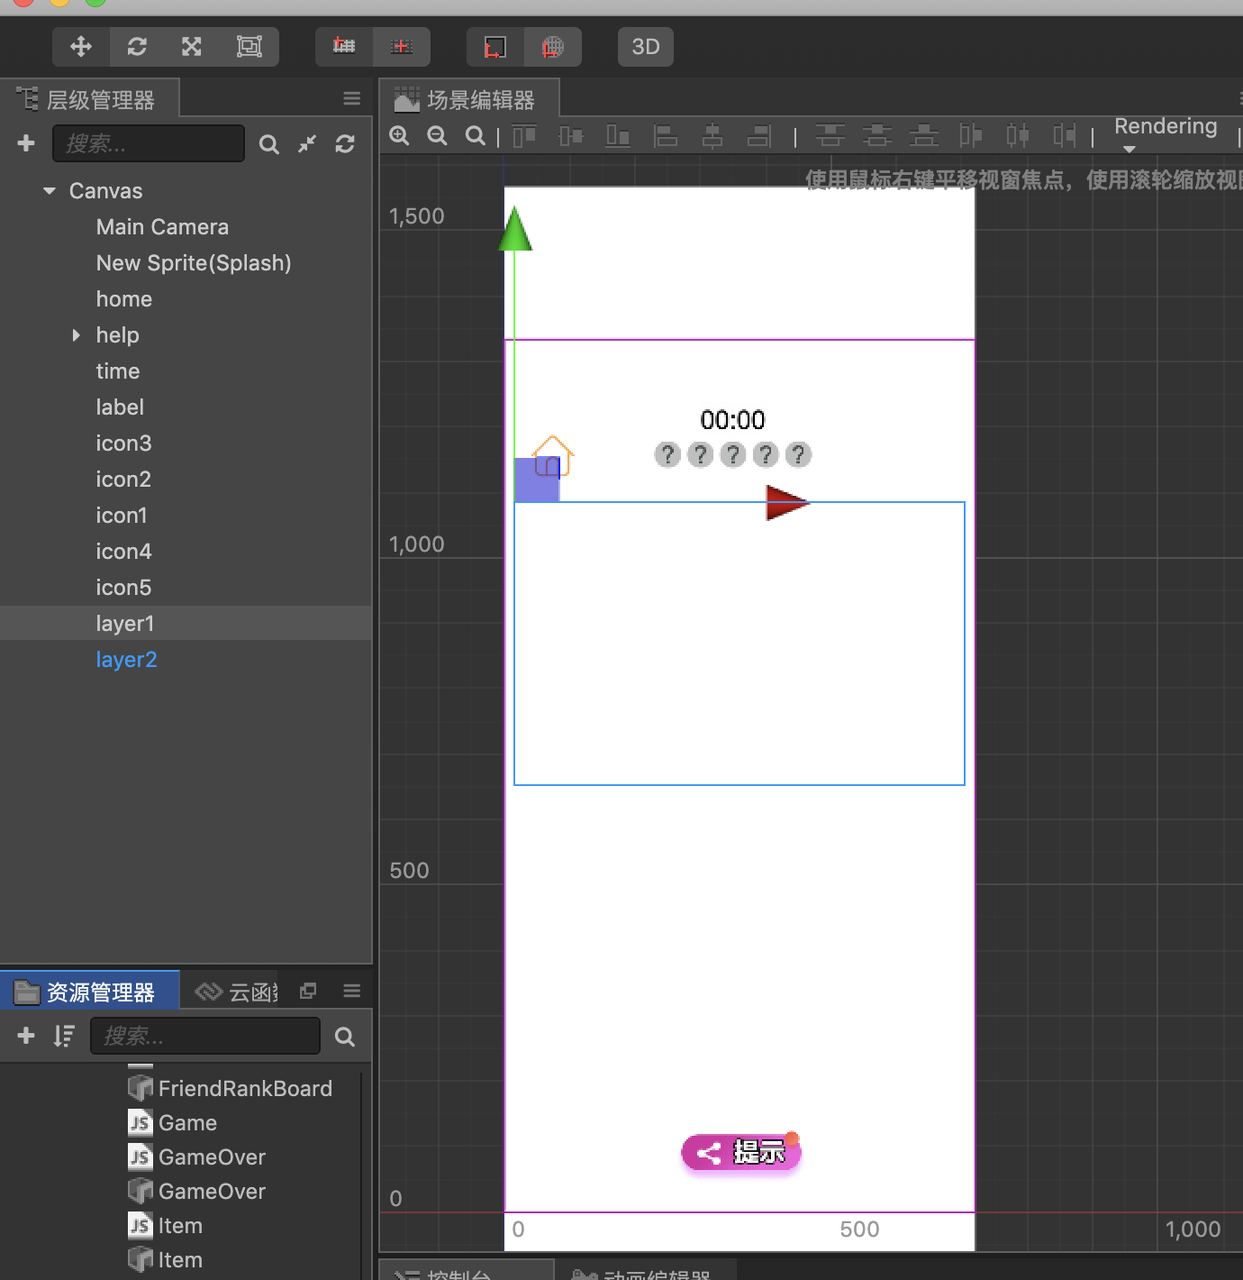 3D
层级管理器
场景编辑器
搜索...
Rendering
使用鼠标右键平移视窗焦点，使用滚轮缩放视
Canvas
Main Camera
New Sprite(Splash)
home
help
time
label
icon3
icon2
icon1
icon4
icon5
layer1
layer2
1,500
1,000
500
0
0
500
1,000
00:00
? ? ? ? ?
提示
资源管理器
云函
搜索...
FriendRankBoard
JS Game
JS GameOver
GameOver
JS Item
Item
控制台
动画编辑器